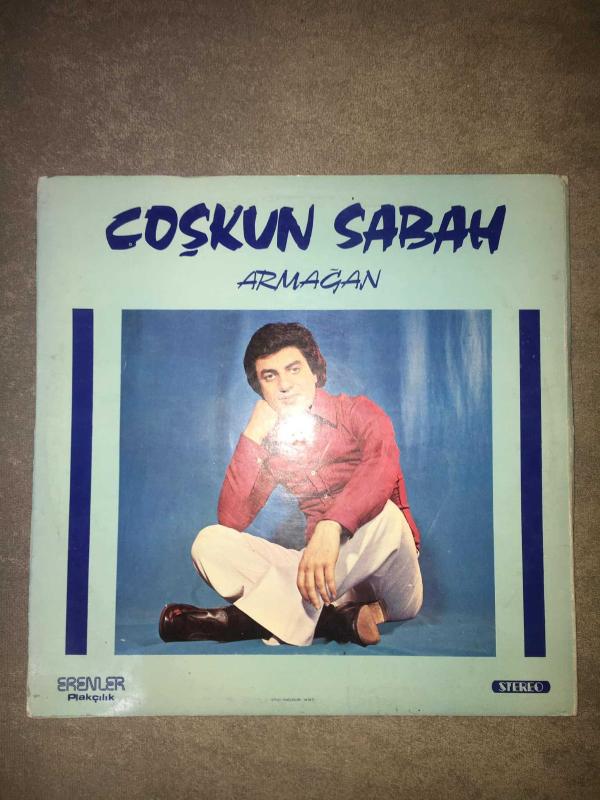 COŞKUN SABAH
ARMAĞAN
ERENLER
Plakçılık
STEREO